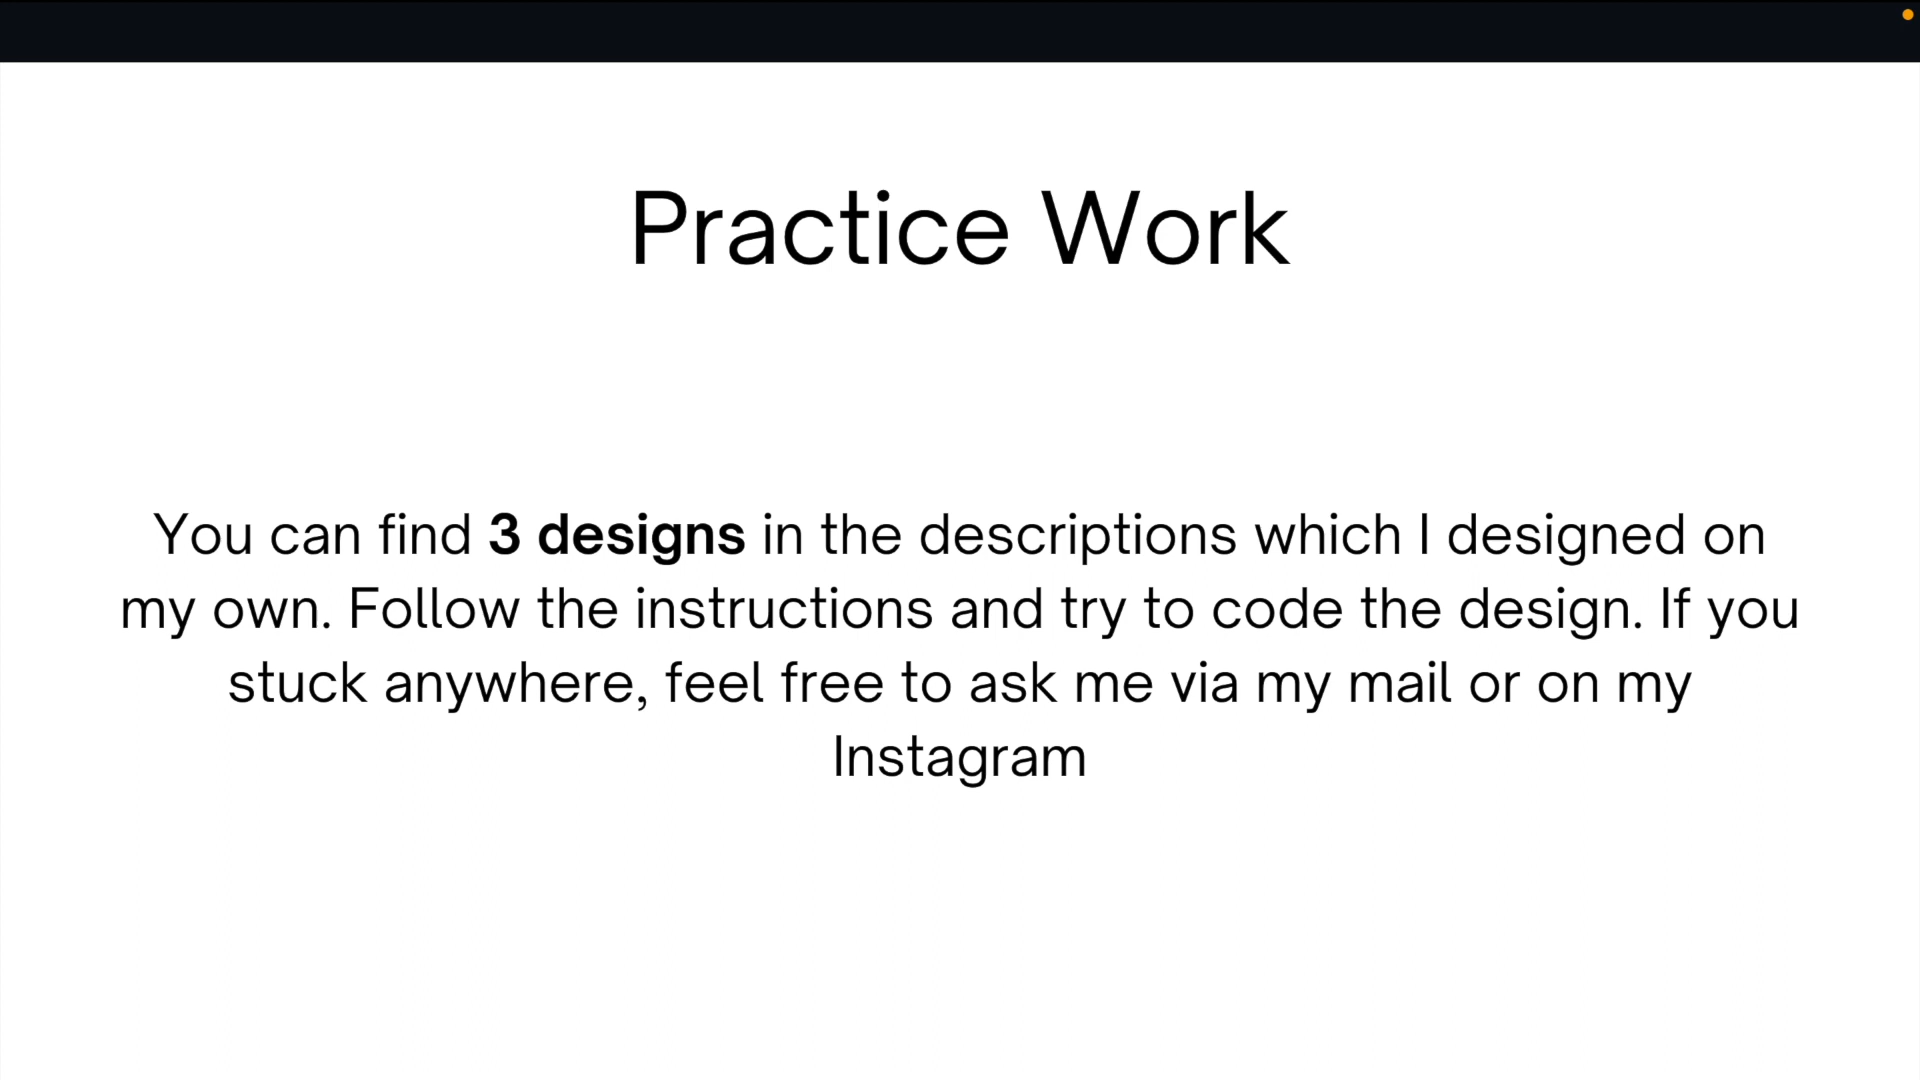 Practice Work
You can find 3 designs in the descriptions which I designed on
my own. Follow the instructions and try to code the design. If you
stuck anywhere, feel free to ask me via my mail or on my
Instagram